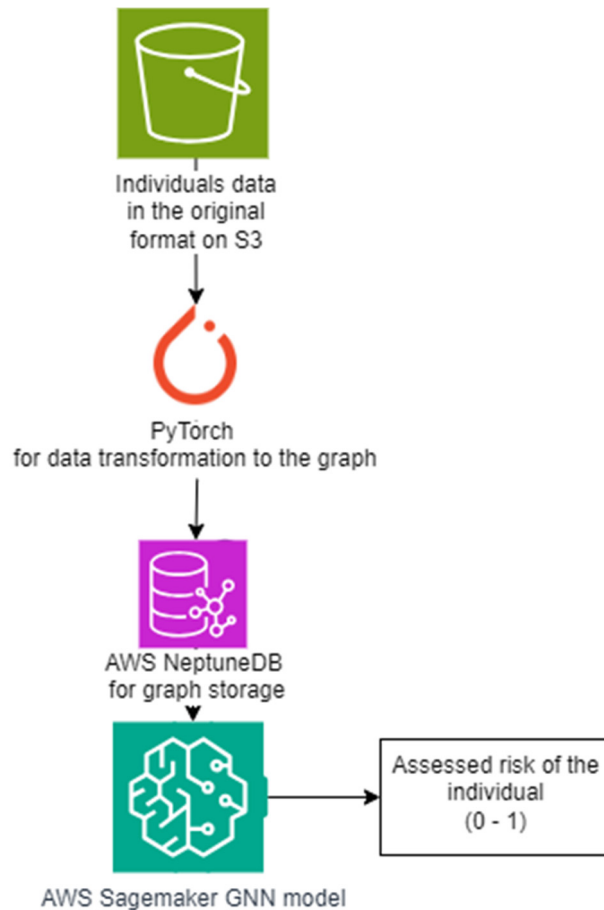 Individuals data
in the original
format on S3
PyTorch
for data transformation to the graph
AWS NeptuneDB
for graph storage
Assessed risk of the
individual
(0 - 1)
AWS Sagemaker GNN model